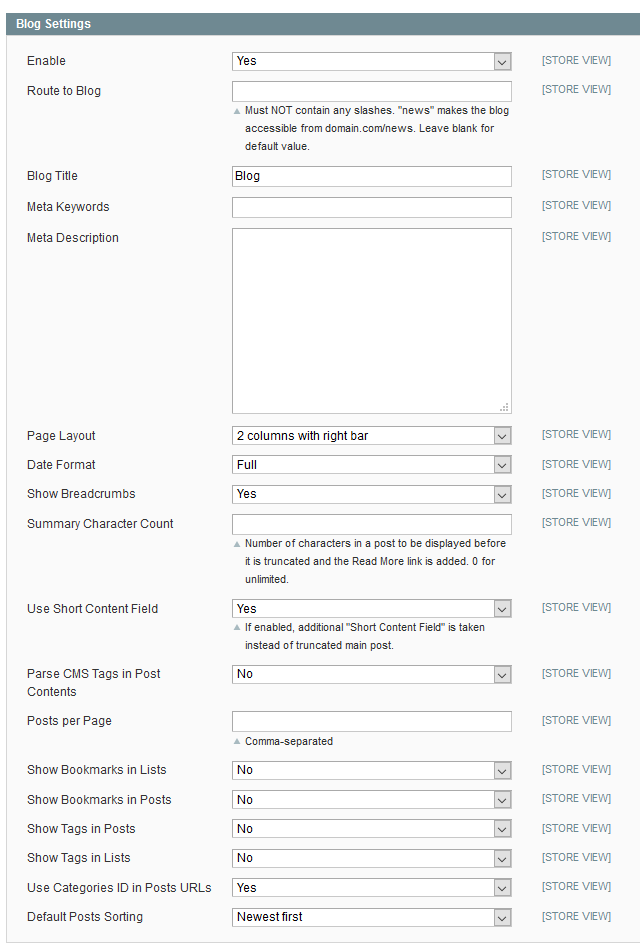 Blog Settings
Enable Yes [STORE VIEW]
Route to Blog [STORE VIEW]
Must NOT contain any slashes. "news" makes the blog
accessible from domain.com/news. Leave blank for
default value.
Blog Title Blog [STORE VIEW]
Meta Keywords [STORE VIEW]
Meta Description [STORE VIEW]
Page Layout 2 columns with right bar [STORE VIEW]
Date Format Full [STORE VIEW]
Show Breadcrumbs Yes [STORE VIEW]
Summary Character Count [STORE VIEW]
Number of characters in a post to be displayed before
it is truncated and the Read More link is added. 0 for
unlimited.
Use Short Content Field Yes [STORE VIEW]
If enabled, additional "Short Content Field" is taken
instead of truncated main post.
Parse CMS Tags in Post No [STORE VIEW]
Contents
Posts per Page [STORE VIEW]
Comma-separated
Show Bookmarks in Lists No [STORE VIEW]
Show Bookmarks in Posts No [STORE VIEW]
Show Tags in Posts No [STORE VIEW]
Show Tags in Lists No [STORE VIEW]
Use Categories ID in Posts URLs Yes [STORE VIEW]
Default Posts Sorting Newest first [STORE VIEW]